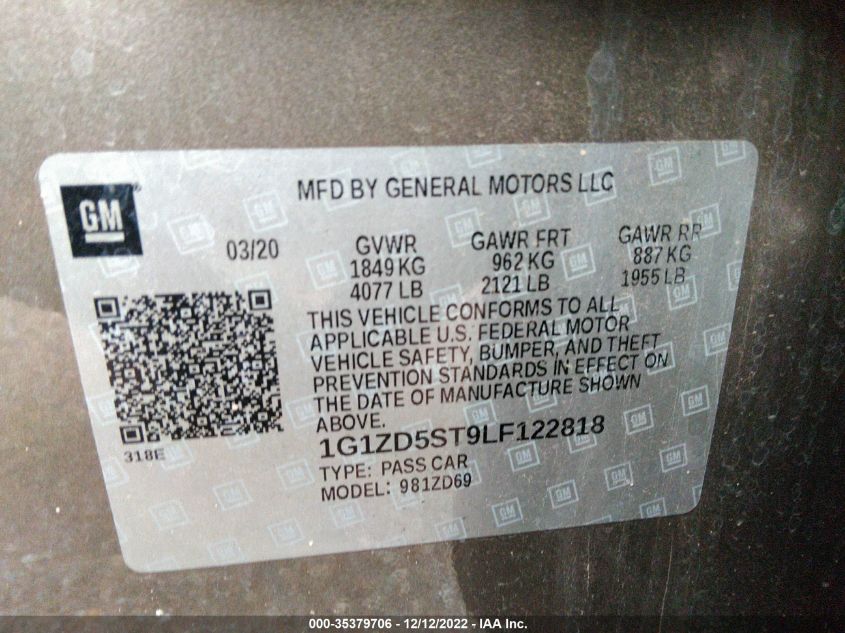 MFD BY GENERAL MOTORS LLC
GM
03/20
GVWR GAWR FRT GAWR RR
1849 KG 962 KG 887 KG
4077 LB 2121 LB 1955 LB
THIS VEHICLE CONFORMS TO ALL
APPLICABLE U.S. FEDERAL MOTOR
VEHICLE SAFETY, BUMPER, AND THEFT
PREVENTION STANDARDS IN EFFECT ON
THE DATE OF MANUFACTURE SHOWN
ABOVE.
318E
1G1ZD5ST9LF122818
TYPE: PASS CAR
MODEL: 981ZD69
000-35379706 - 12/12/2022 - IAA Inc.